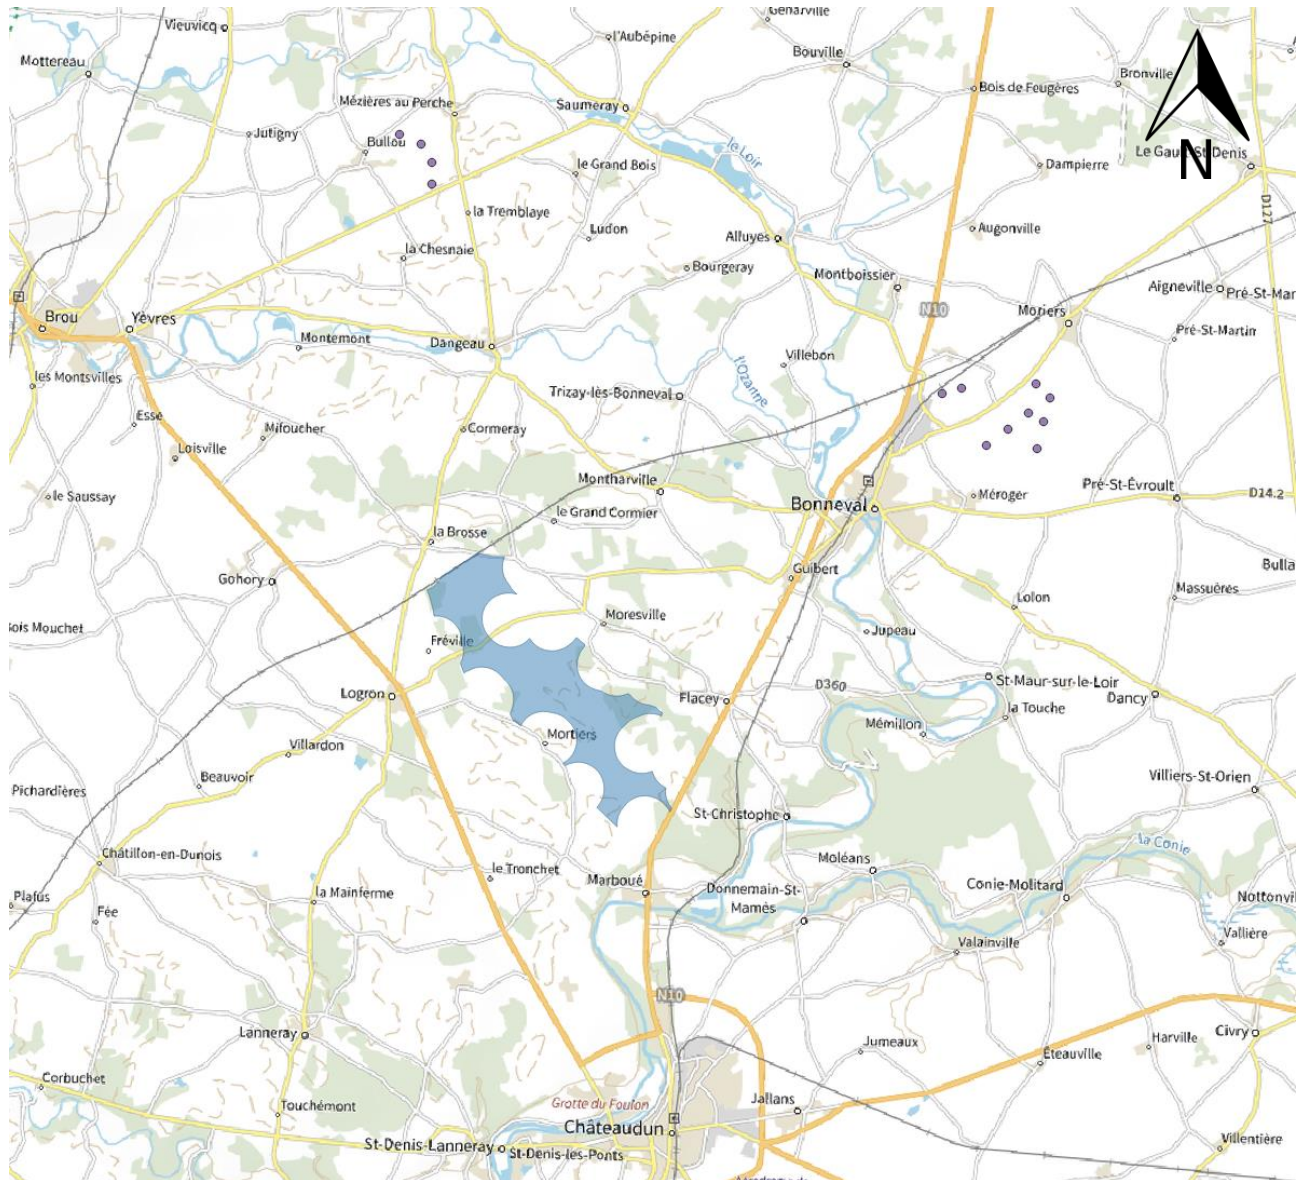 Genarville
Vieuvicq
l'Aubépine
Mottereau
Bouville
Bronville
Bois de Feugères
Mézières au Perche
Saumeray
Jutigny
Bullou
le Loir
le Grand Bois
Dampierre
Le Gault-St-Denis
N
la Tremblaye
D127
Ludon
Augonville
Alluyes
la Chesnaie
Bourgeray
Montboissier
Aigneville
Pré-St-Mar
N10
Moriers
Brou
Yèvres
Pré-St-Martin
Montemont
Dangeau
Villebon
l'Ozanne
les Montsvilles
Trizay-lès-Bonneval
Essé
Mifoucher
Cormeray
Loisville
Montharville
Pré-St-Évroult
D14.2
le Saussay
Méroger
Bonneval
le Grand Cormier
la Brosse
Gohory
Guibert
Bulla
Massuères
Lolon
Moresville
ois Mouchet
Jupeau
Fréville
St-Maur-sur-le-Loir
D360
Logron
Flacey
Dancy
la Touche
Mémillon
Mortiers
Villardon
Beauvoir
Villiers-St-Orien
Pichardières
St-Christophe
la Conie
Châtillon-en-Dunois
Moléans
le Tronchet
Marboué
Conie-Molitard
Donnemain-St-
Mamès
la Mainferme
Plafus
Nottonvil
Fée
Vallière
Valainville
N10
Lanneray
Civry
Harville
Jumeaux
Éteauville
Corbuchet
Jallans
Grotte du Foulon
Touchémont
Châteaudun
St-Denis-Lanneray
St-Denis-les-Ponts
Villentière